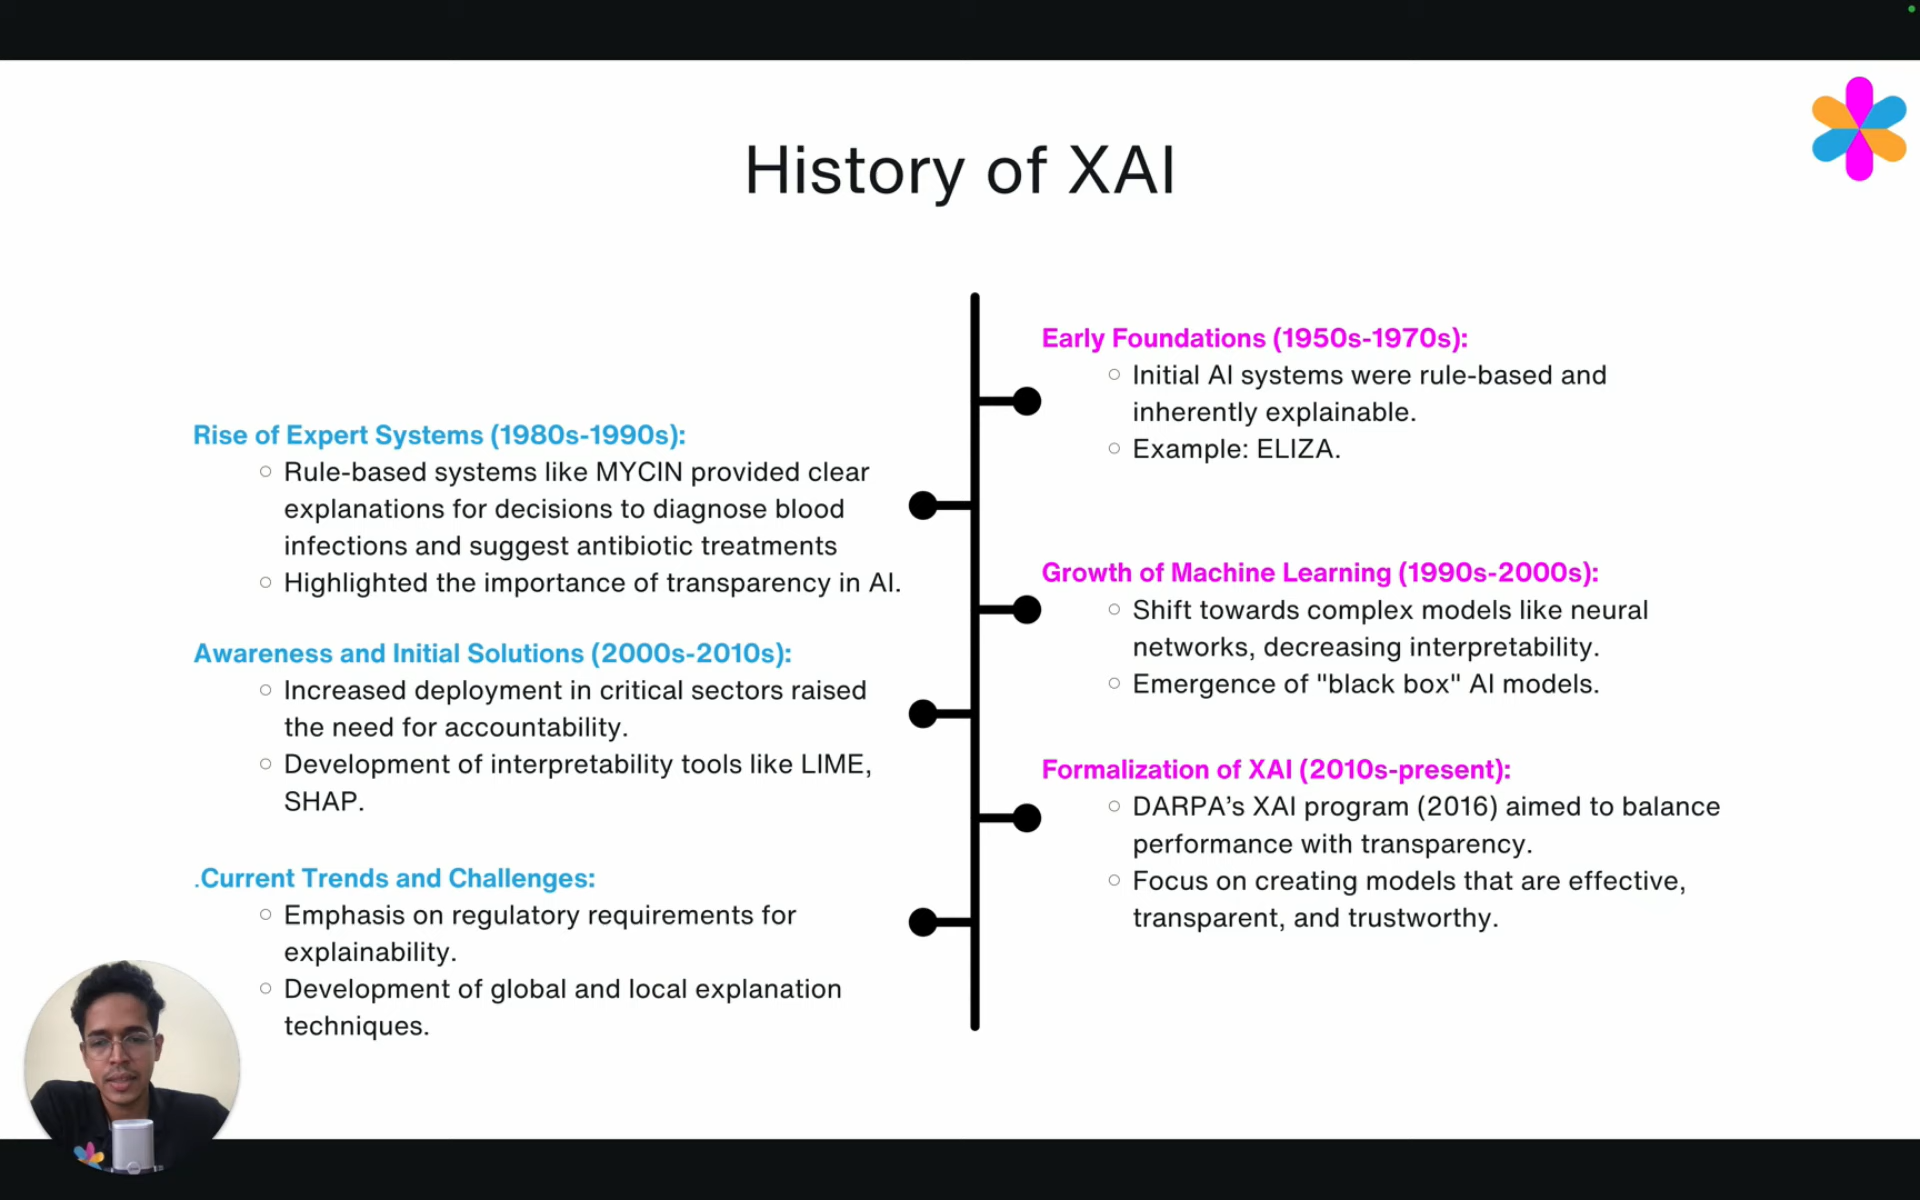 History of XAI
Early Foundations (1950s-1970s):
Initial AI systems were rule-based and
inherently explainable.
Example: ELIZA.
Rise of Expert Systems (1980s-1990s):
Rule-based systems like MYCIN provided clear
explanations for decisions to diagnose blood
infections and suggest antibiotic treatments
Highlighted the importance of transparency in AI.
Growth of Machine Learning (1990s-2000s):
Shift towards complex models like neural
networks, decreasing interpretability.
Emergence of "black box" AI models.
Awareness and Initial Solutions (2000s-2010s):
Increased deployment in critical sectors raised
the need for accountability.
Development of interpretability tools like LIME,
SHAP.
Formalization of XAI (2010s-present):
DARPA’s XAI program (2016) aimed to balance
performance with transparency.
Focus on creating models that are effective,
transparent, and trustworthy.
.Current Trends and Challenges:
Emphasis on regulatory requirements for
explainability.
Development of global and local explanation
techniques.